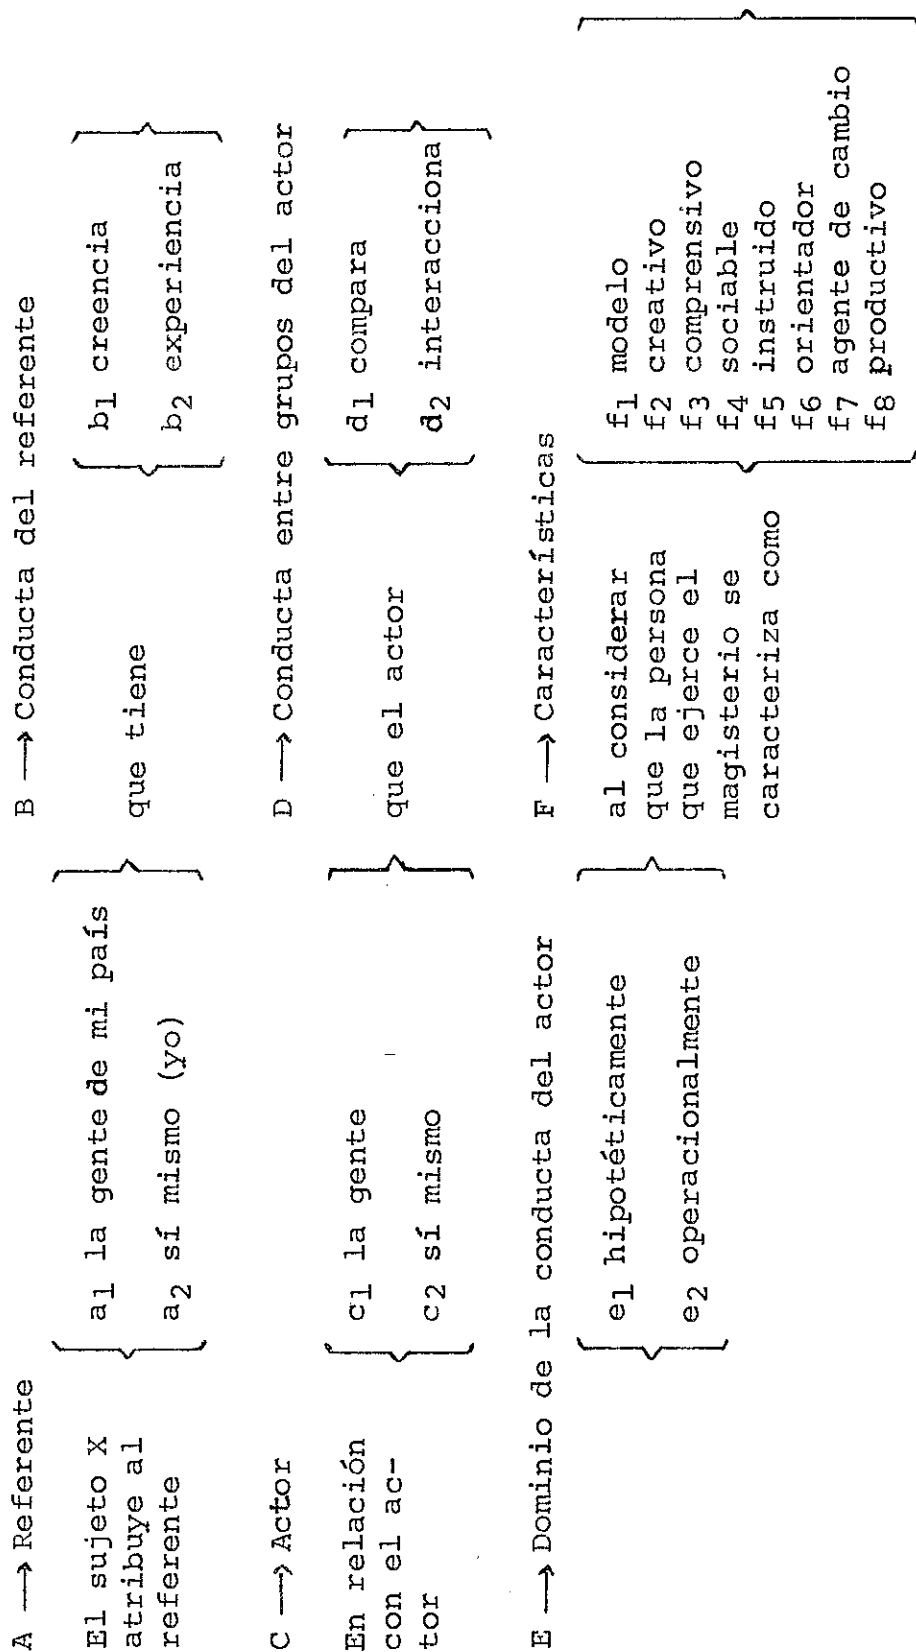 A → Referente
El sujeto X
atribuye al
referente
a1 la gente de mi país
a2 sí mismo (yo)
B → Conducta del referente
que tiene
b1 creencia
b2 experiencia
C → Actor
En relación
con el ac-
tor
c1 la gente
c2 sí mismo
D → Conducta entre grupos del actor
que el actor
d1 compara
d2 interacciona
E → Dominio de la conducta del actor
e1 hipotéticamente
e2 operacionalmente
F → Características
al considerar
que la persona
que ejerce el
magisterio se
caracteriza como
f1 modelo
f2 creativo
f3 comprensivo
f4 sociable
f5 instruido
f6 orientador
f7 agente de cambio
f8 productivo